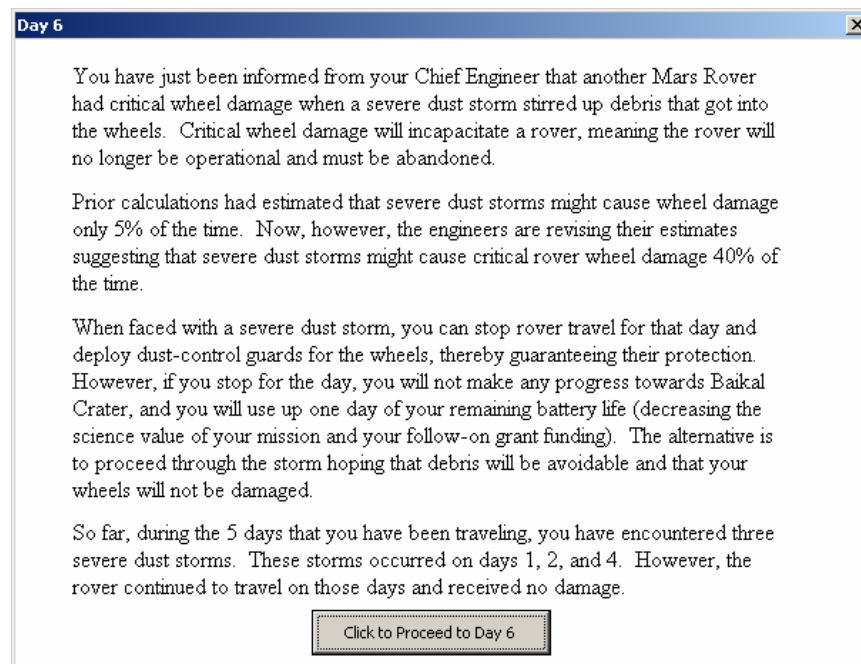 Day 6
You have just been informed from your Chief Engineer that another Mars Rover
had critical wheel damage when a severe dust storm stirred up debris that got into
the wheels.  Critical wheel damage will incapacitate a rover, meaning the rover will
no longer be operational and must be abandoned.
Prior calculations had estimated that severe dust storms might cause wheel damage
only 5% of the time.  Now, however, the engineers are revising their estimates
suggesting that severe dust storms might cause critical rover wheel damage 40% of
the time.
When faced with a severe dust storm, you can stop rover travel for that day and
deploy dust-control guards for the wheels, thereby guaranteeing their protection.
However, if you stop for the day, you will not make any progress towards Baikal
Crater, and you will use up one day of your remaining battery life (decreasing the
science value of your mission and your follow-on grant funding).  The alternative is
to proceed through the storm hoping that debris will be avoidable and that your
wheels will not be damaged.
So far, during the 5 days that you have been traveling, you have encountered three
severe dust storms.  These storms occurred on days 1, 2, and 4.  However, the
rover continued to travel on those days and received no damage.
Click to Proceed to Day 6